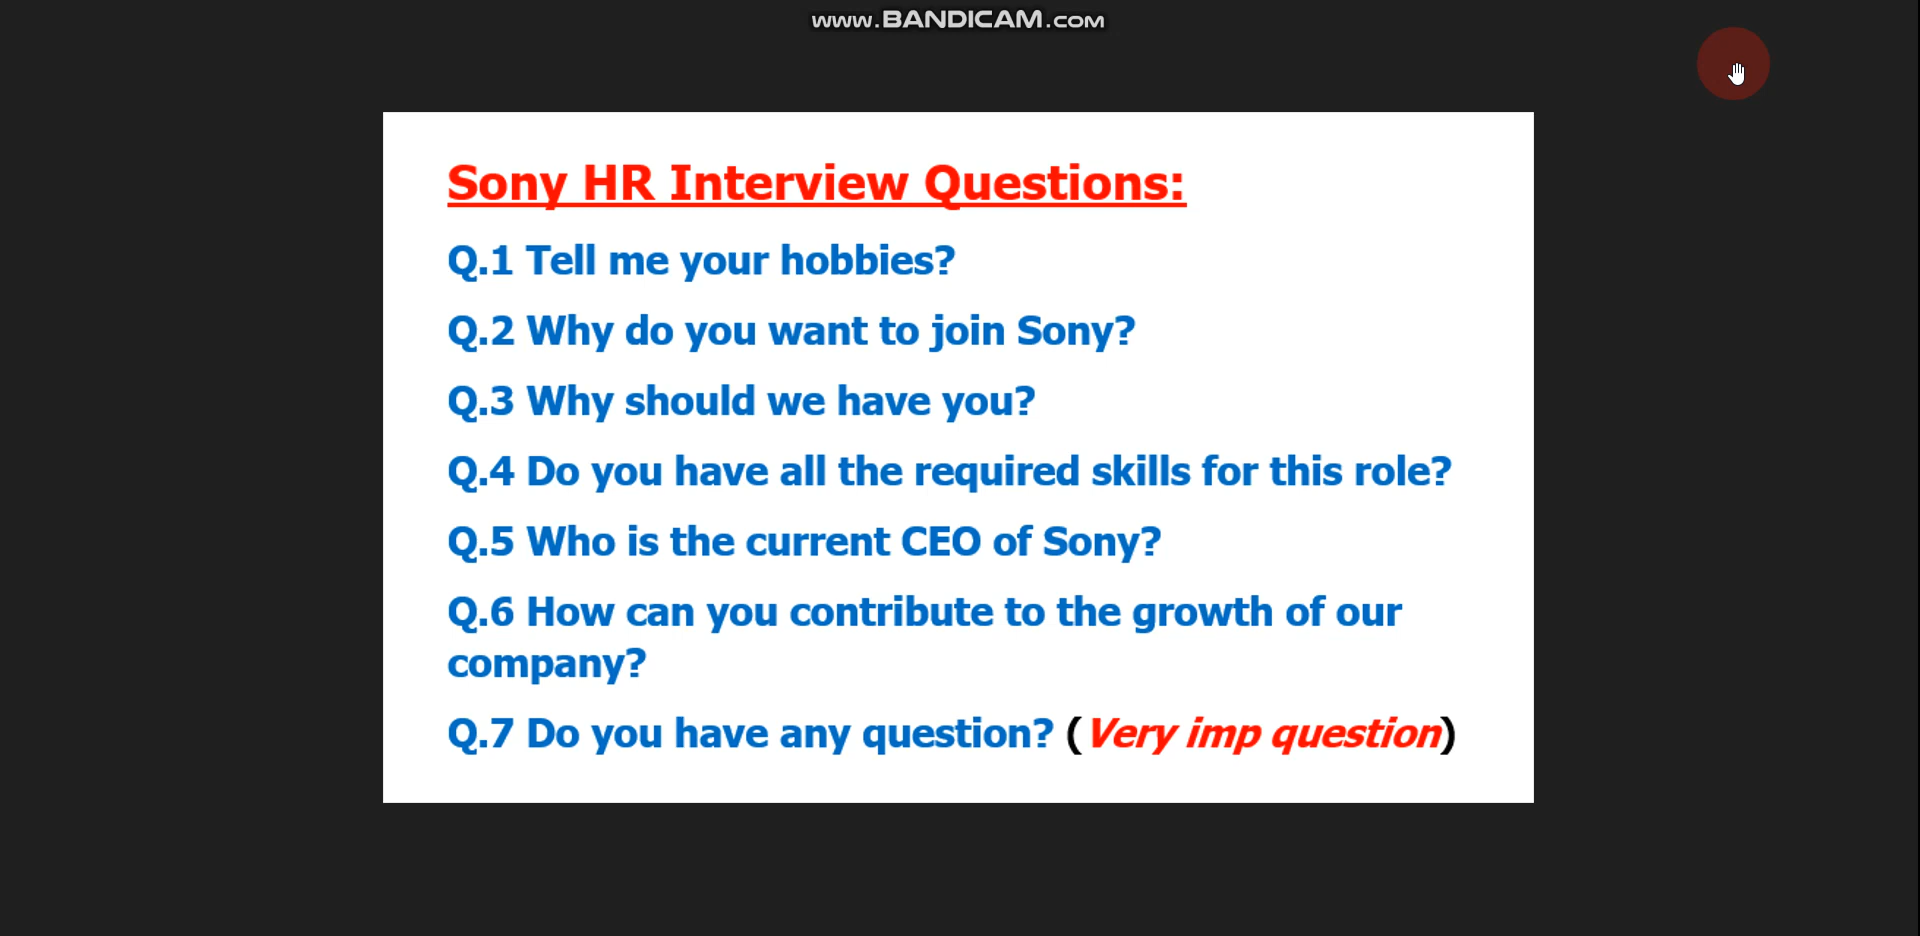 www.BANDICAM.COM
Sony HR Interview Questions:
Q.1 Tell me your hobbies?
Q.2 Why do you want to join Sony?
Q.3 Why should we have you?
Q.4 Do you have all the required skills for this role?
Q.5 Who is the current CEO of Sony?
Q.6 How can you contribute to the growth of our
company?
Q.7 Do you have any question? (Very imp question)